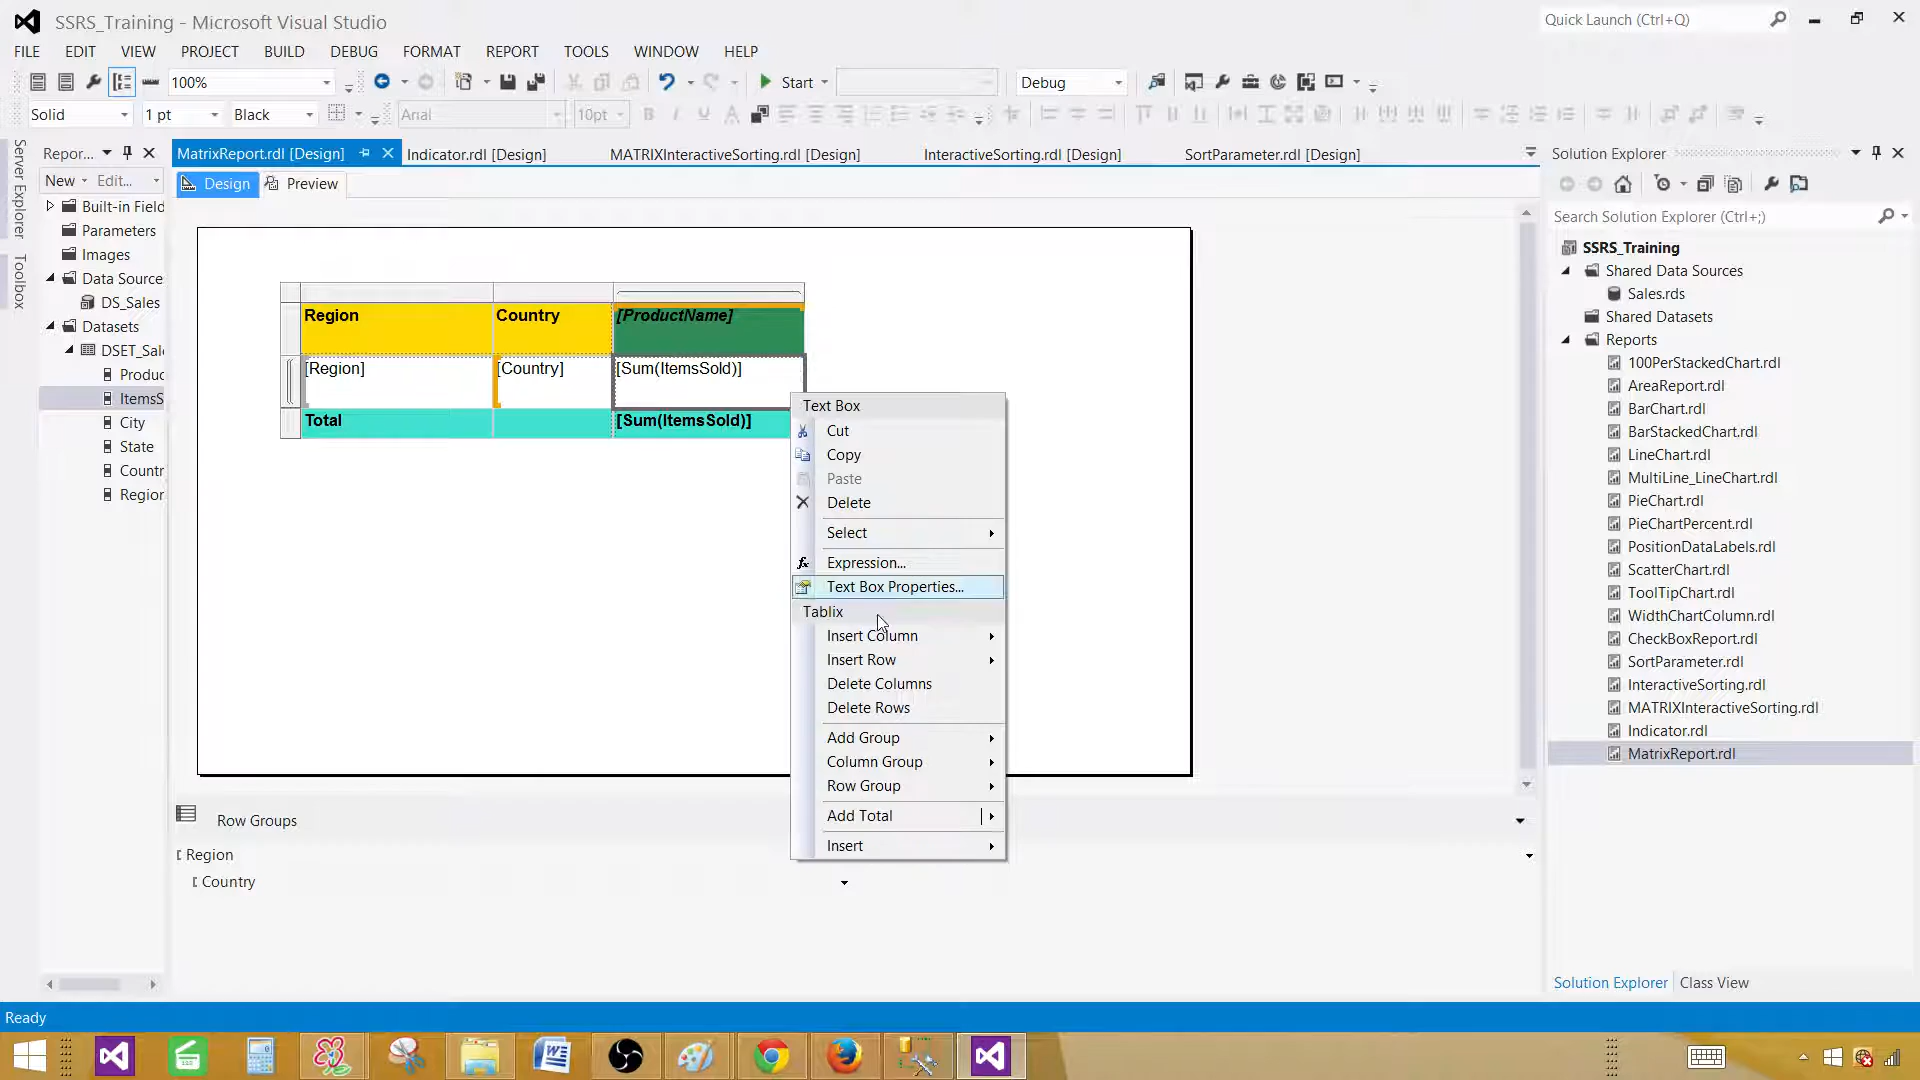 SSRS_Training - Microsoft Visual Studio
Quick Launch (Ctrl+Q)
FILE EDIT VIEW PROJECT BUILD DEBUG FORMAT REPORT TOOLS WINDOW HELP
100% Start Debug
Solid 1 pt Black Arial 10pt
Server Explorer
Toolbox
Repor...
New Edit...
Built-in Field
Parameters
Images
Data Source
DS_Sales
Datasets
DSET_Sal
Produc
ItemsS
City
State
Countr
Region
MatrixReport.rdl [Design] Indicator.rdl [Design] MATRIXInteractiveSorting.rdl [Design] InteractiveSorting.rdl [Design] SortParameter.rdl [Design]
Design Preview
Region Country [ProductName]
[Region] [Country] [Sum(ItemsSold)]
Total [Sum(ItemsSold)]
Text Box
Cut
Copy
Paste
Delete
Select
Expression...
Text Box Properties...
Tablix
Insert Column
Insert Row
Delete Columns
Delete Rows
Add Group
Column Group
Row Group
Add Total
Insert
Row Groups
Region
Country
Solution Explorer
Search Solution Explorer (Ctrl+;)
SSRS_Training
Shared Data Sources
Sales.rds
Shared Datasets
Reports
100PerStackedChart.rdl
AreaReport.rdl
BarChart.rdl
BarStackedChart.rdl
LineChart.rdl
MultiLine_LineChart.rdl
PieChart.rdl
PieChartPercent.rdl
PositionDataLabels.rdl
ScatterChart.rdl
ToolTipChart.rdl
WidthChartColumn.rdl
CheckBoxReport.rdl
SortParameter.rdl
InteractiveSorting.rdl
MATRIXInteractiveSorting.rdl
Indicator.rdl
MatrixReport.rdl
Solution Explorer Class View
Ready